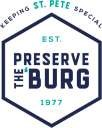 KEEPING ST. PETE SPECIAL
EST.
PRESERVE
THE 'BURG
1977